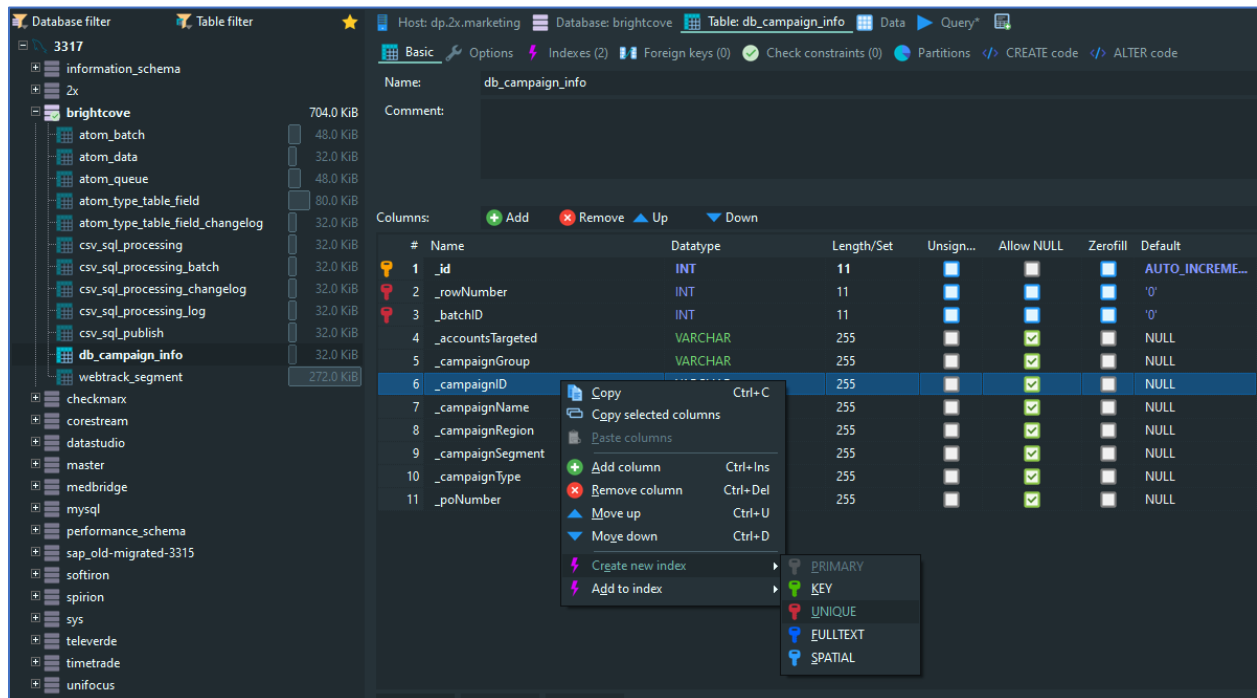 Database filter Table filter
3317
information_schema
2x
brightcove 704.0 KiB
atom_batch 48.0 KiB
atom_data 32.0 KiB
atom_queue 48.0 KiB
atom_type_table_field 80.0 KiB
atom_type_table_field_changelog 32.0 KiB
csv_sql_processing 32.0 KiB
csv_sql_processing_batch 32.0 KiB
csv_sql_processing_changelog 32.0 KiB
csv_sql_processing_log 32.0 KiB
csv_sql_publish 32.0 KiB
db_campaign_info 32.0 KiB
webtrack_segment 272.0 KiB
checkmarx
corestream
datastudio
master
medbridge
mysql
performance_schema
sap_old-migrated-3315
softiron
spirion
sys
televerde
timetrade
unifocus
Host: dp.2x.marketing Database: brightcove Table: db_campaign_info Data Query*
Basic Options Indexes (2) Foreign keys (0) Check constraints (0) Partitions CREATE code ALTER code
Name: db_campaign_info
Comment:
Columns: Add Remove Up Down
# Name Datatype Length/Set Unsign... Allow NULL Zerofill Default
1 _id INT 11 AUTO_INCREME...
2 _rowNumber INT 11 '0'
3 _batchID INT 11 '0'
4 _accountsTargeted VARCHAR 255 NULL
5 _campaignGroup VARCHAR 255 NULL
6 _campaignID 255 NULL
7 _campaignName 255 NULL
8 _campaignRegion 255 NULL
9 _campaignSegment 255 NULL
10 _campaignType 255 NULL
11 _poNumber 255 NULL
Copy Ctrl+C
Copy selected columns
Paste columns
Add column Ctrl+Ins
Remove column Ctrl+Del
Move up Ctrl+U
Move down Ctrl+D
Create new index
Add to index
PRIMARY
KEY
UNIQUE
FULLTEXT
SPATIAL